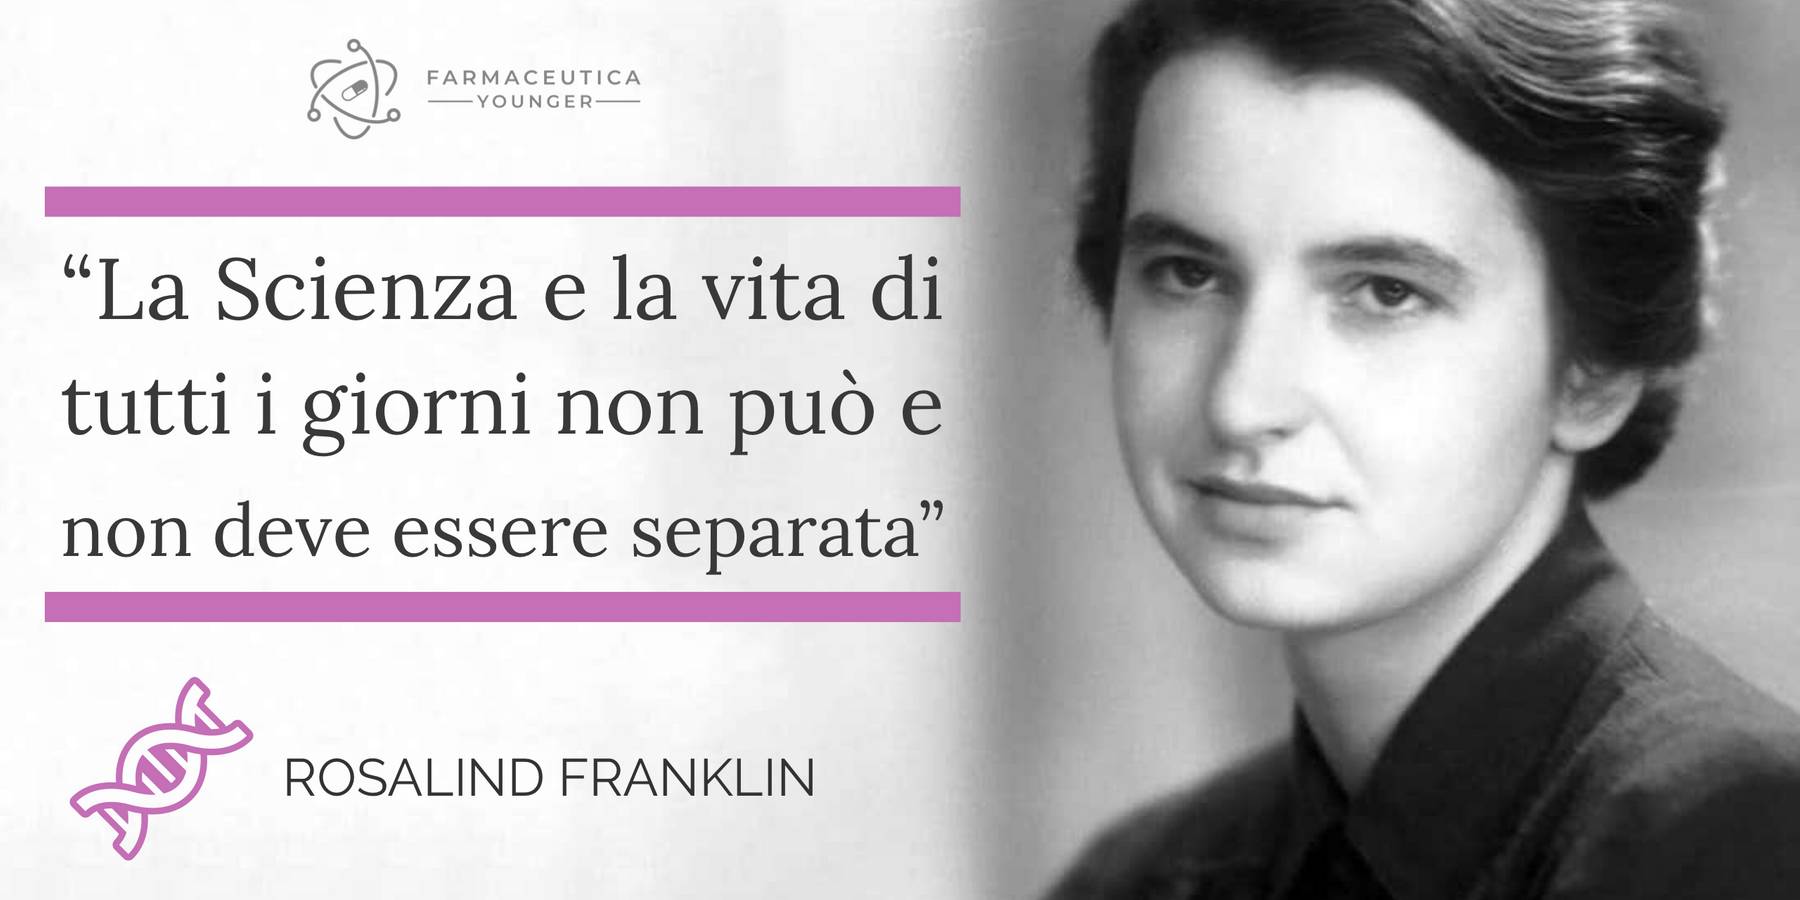 FARMACEUTICA
YOUNGER
“La Scienza e la vita di
tutti i giorni non può e
non deve essere separata”
ROSALIND FRANKLIN